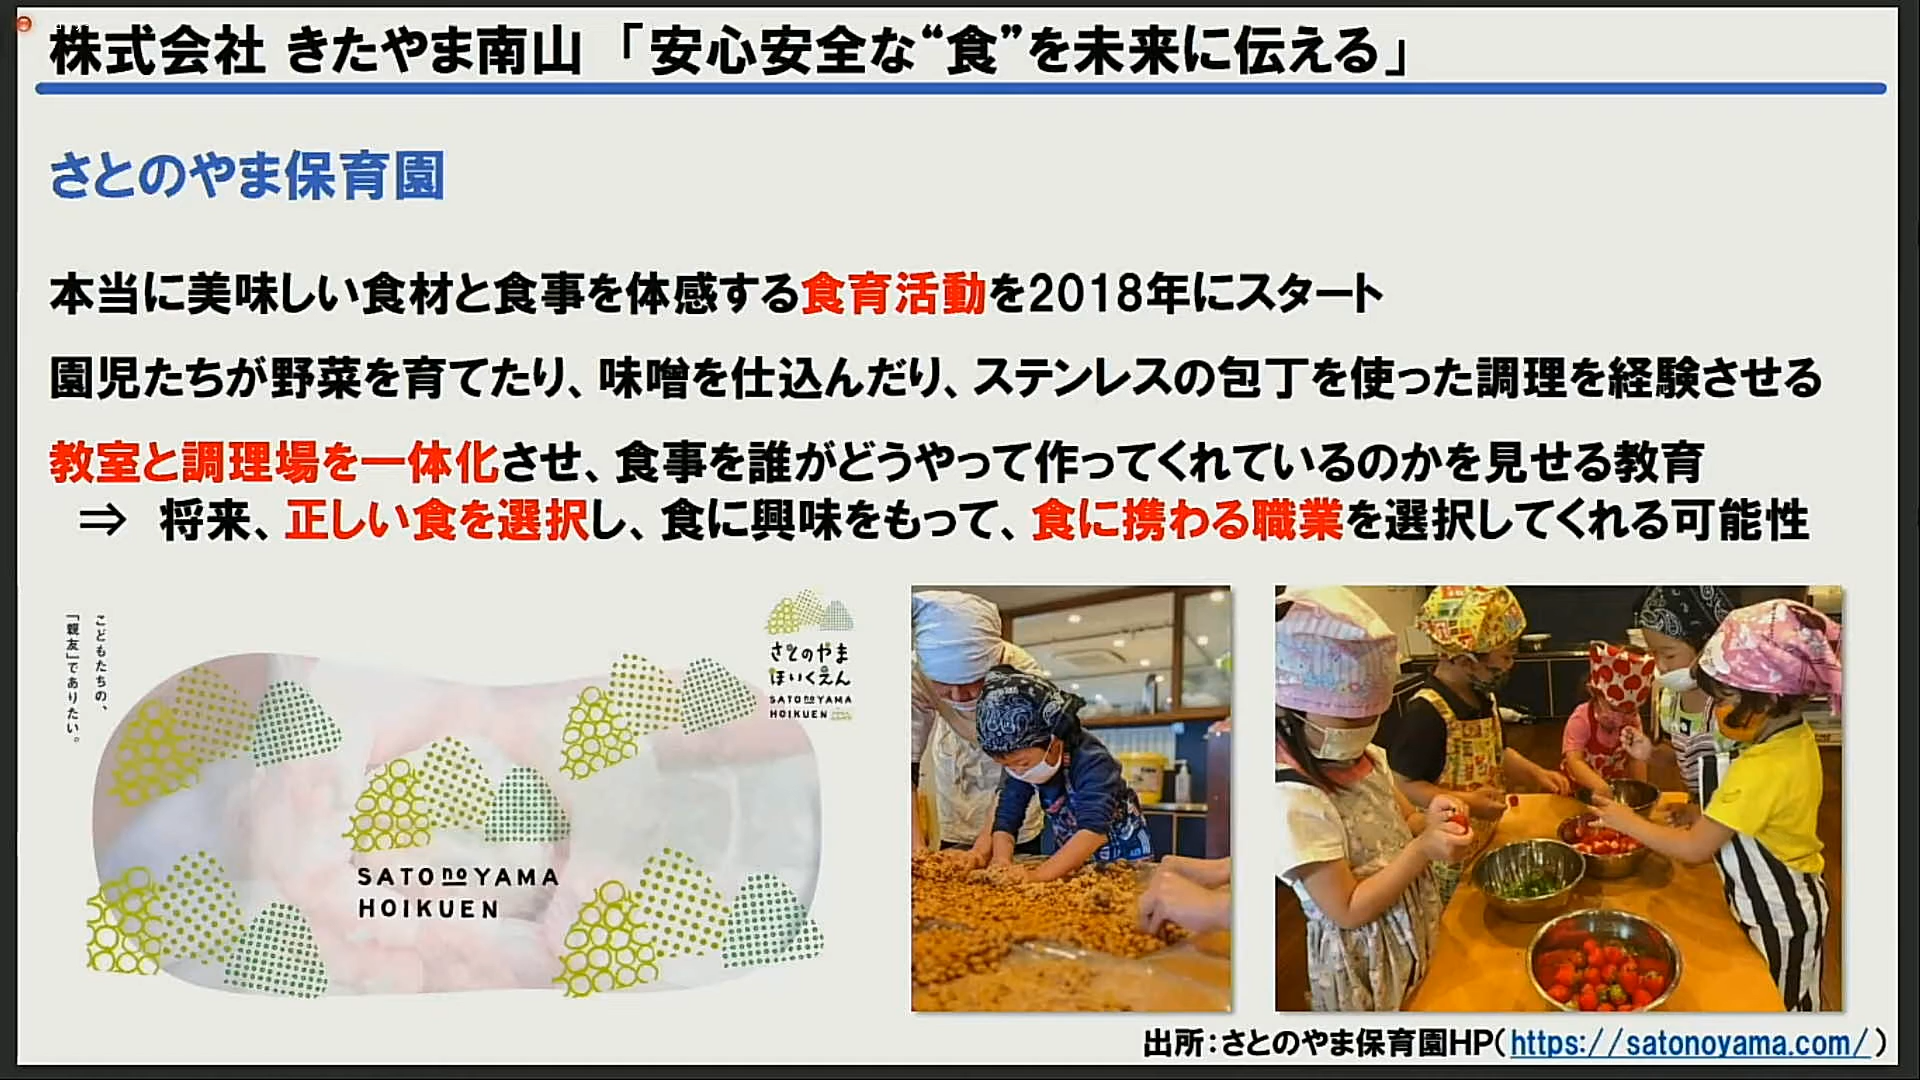 株式会社 きたやま南山 「安心安全な“食”を未来に伝える」
さとのやま保育園
本当に美味しい食材と食事を体感する食育活動を2018年にスタート
園児たちが野菜を育てたり、味噌を仕込んだり、ステンレスの包丁を使った調理を経験させる
教室と調理場を一体化させ、食事を誰がどうやって作ってくれているのかを見せる教育
⇒ 将来、正しい食を選択し、食に興味をもって、食に携わる職業を選択してくれる可能性
こどもたちの、
「親友」でありたい。
さとのやま
ほいくえん
SATOnoYAMA
HOIKUEN
SATOnoYAMA
HOIKUEN
出所：さとのやま保育園HP(https://satonoyama.com/)